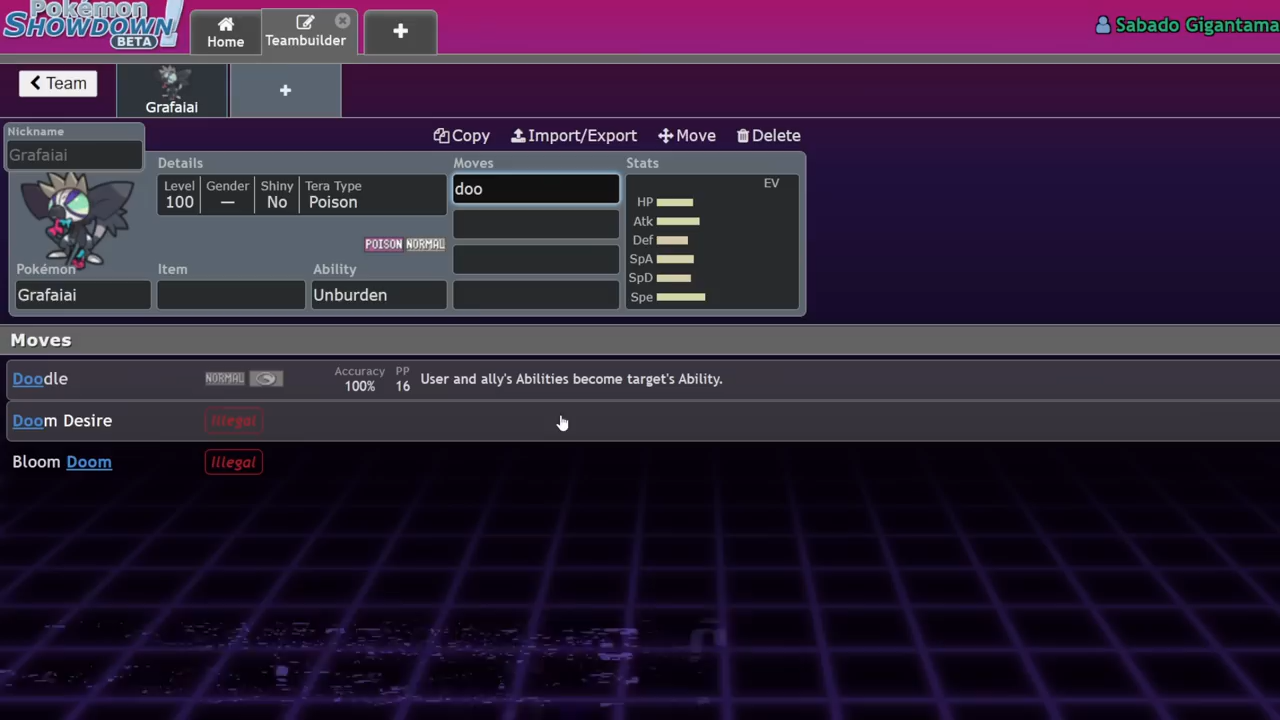 Pokémon
SHOWDOWN!
BETA
Home
Teambuilder
+
Sabado Gigantama
Team
Grafaiai
+
Nickname
Grafaiai
Copy
Import/Export
Move
Delete
Details
Level Gender Shiny Tera Type
100 — No Poison
POISON NORMAL
Pokémon
Grafaiai
Item
Ability
Unburden
Moves
doo
Stats
EV
HP
Atk
Def
SpA
SpD
Spe
Moves
Doodle NORMAL Accuracy 100% PP 16 User and ally's Abilities become target's Ability.
Doom Desire Illegal
Bloom Doom Illegal